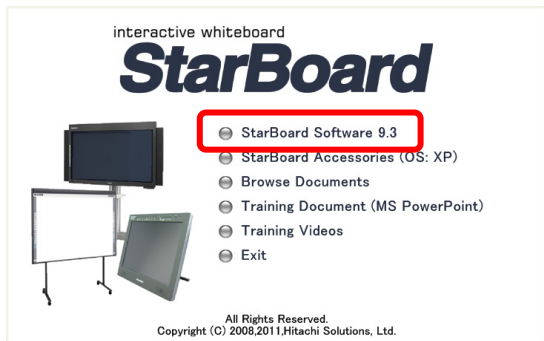 interactive whiteboard
StarBoard
StarBoard Software 9.3
StarBoard Accessories (OS: XP)
Browse Documents
Training Document (MS PowerPoint)
Training Videos
Exit
All Rights Reserved.
Copyright (C) 2008,2011,Hitachi Solutions, Ltd.